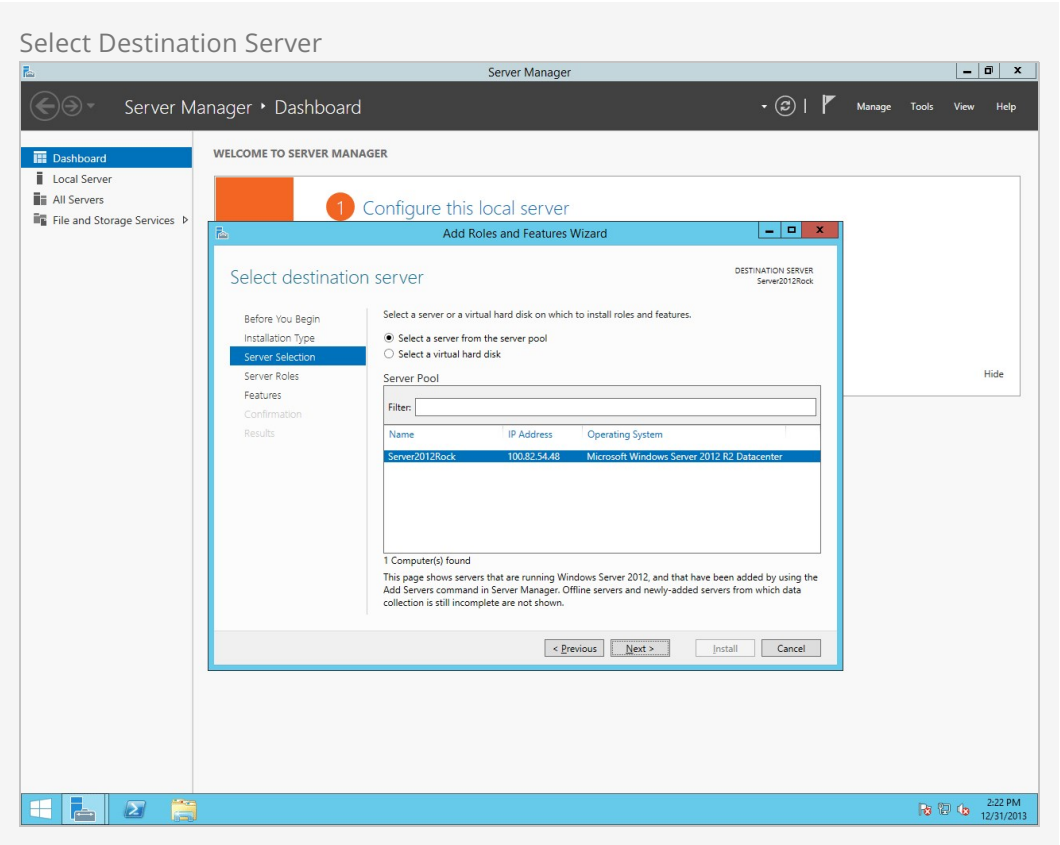 Select Destination Server
Server Manager
Server Manager • Dashboard
Manage Tools View Help
Dashboard
Local Server
All Servers
File and Storage Services
WELCOME TO SERVER MANAGER
1 Configure this local server
Hide
Add Roles and Features Wizard
Select destination server
DESTINATION SERVER
Server2012Rock
Before You Begin
Installation Type
Server Selection
Server Roles
Features
Confirmation
Results
Select a server or a virtual hard disk on which to install roles and features.
Select a server from the server pool
Select a virtual hard disk
Server Pool
Filter:
Name IP Address Operating System
Server2012Rock 100.82.54.48 Microsoft Windows Server 2012 R2 Datacenter
1 Computer(s) found
This page shows servers that are running Windows Server 2012, and that have been added by using the
Add Servers command in Server Manager. Offline servers and newly-added servers from which data
collection is still incomplete are not shown.
< Previous Next > Install Cancel
2:22 PM
12/31/2013